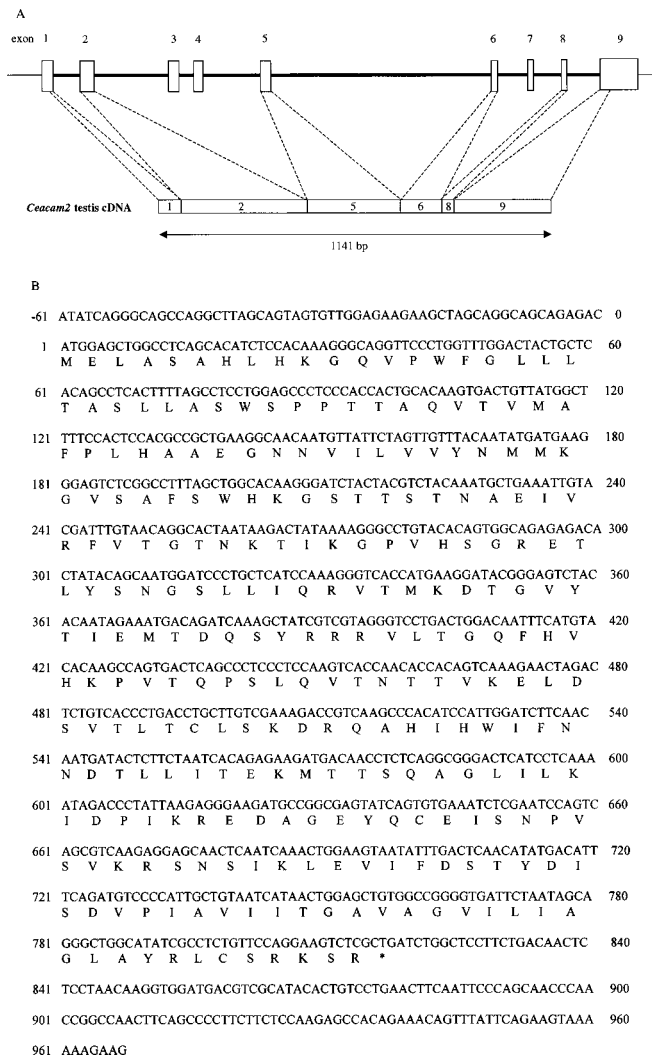 A
exon 1 2 3 4 5 6 7 8 9
Ceacam2 testis cDNA 1 2 5 6 8 9
1141 bp
B
-61 ATATCAGGGCAGCCAGGCTTAGCAGTAGTGTTGGAGAAGAAGCTAGCAGGCAGCAGAGAC 0
1 ATGGAGCTGGCCTCAGCACATCTCCACAAAGGGCAGGTTCCCTGGTTTGGACTACTGCTC 60
M E L A S A H L H K G Q V P W F G L L L
61 ACAGCCTCACTTTTAGCCTCCTGGAGCCCTCCCACCACTGCACAAGTGACTGTTATGGCT 120
T A S L L A S W S P P T T A Q V T V M A
121 TTTCCACTCCACGCCGCTGAAGGCAACAATGTTATTCTAGTTGTTTACAATATGATGAAG 180
F P L H A A E G N N V I L V V Y N M M K
181 GGAGTCTCGGCCTTTAGCTGGCACAAGGGATCTACTACGTCTACAAATGCTGAAATTGTA 240
G V S A F S W H K G S T T S T N A E I V
241 CGATTTGTAACAGGCACTAATAAGACTATAAAAGGGCCTGTACACAGTGGCAGAGAGACA 300
R F V T G T N K T I K G P V H S G R E T
301 CTATACAGCAATGGATCCCTGCTCATCCAAAGGGTCACCATGAAGGATACGGGAGTCTAC 360
L Y S N G S L L I Q R V T M K D T G V Y
361 ACAATAGAAATGACAGATCAAAGCTATCGTCGTAGGGTCCTGACTGGACAATTTCATGTA 420
T I E M T D Q S Y R R R V L T G Q F H V
421 CACAAGCCAGTGACTCAGCCCTCCCTCCAAGTCACCAACACCACAGTCAAAGAACTAGAC 480
H K P V T Q P S L Q V T N T T V K E L D
481 TCTGTCACCCTGACCTGCTTGTCGAAAGACCGTCAAGCCCACATCCATTGGATCTTCAAC 540
S V T L T C L S K D R Q A H I H W I F N
541 AATGATACTCTTCTAATCACAGAGAAGATGACAACCTCTCAGGCGGGACTCATCCTCAAA 600
N D T L L I T E K M T T S Q A G L I L K
601 ATAGACCCTATTAAGAGGGAAGATGCCGGCGAGTATCAGTGTGAAATCTCGAATCCAGTC 660
I D P I K R E D A G E Y Q C E I S N P V
661 AGCGTCAAGAGGAGCAACTCAATCAAACTGGAAGTAATATTTGACTCAACATATGACATT 720
S V K R S N S I K L E V I F D S T Y D I
721 TCAGATGTCCCCATTGCTGTAATCATAACTGGAGCTGTGGCCGGGGTGATTCTAATAGCA 780
S D V P I A V I I T G A V A G V I L I A
781 GGGCTGGCATATCGCCTCTGTTCCAGGAAGTCTCGCTGATCTGGCTCCTTCTGACAACTC 840
G L A Y R L C S R K S R *
841 TCCTAACAAGGTGGATGACGTCGCATACACTGTCCTGAACTTCAATTCCCAGCAACCCAA 900
901 CCGGCCAACTTCAGCCCCTTCTTCTCCAAGAGCCACAGAAACAGTTTATTCAGAAGTAAA 960
961 AAAGAAG